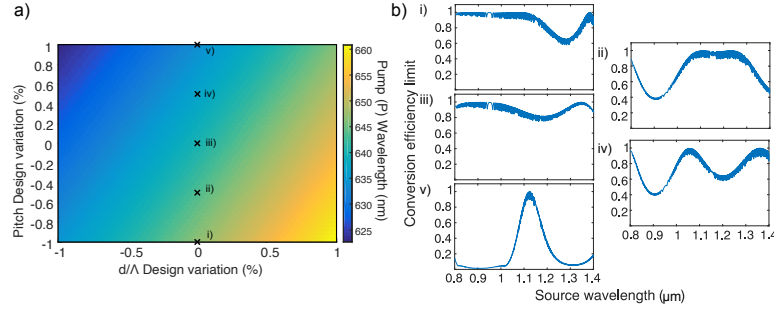 a)
Pitch Design variation (%)
1
0.8
0.6
0.4
0.2
0
-0.2
-0.4
-0.6
-0.8
-1
v)
iv)
iii)
ii)
i)
-1
-0.5
0
0.5
1
d/Λ Design variation (%)
660
655
650
645
640
635
630
625
Pump (P) Wavelength (nm)
b)
Conversion efficiency limit
i)
1
0.8
0.6
0.4
0.2
ii)
1
0.8
0.6
0.4
0.2
iii)
1
0.8
0.6
0.4
0.2
iv)
1
0.8
0.6
0.4
0.2
0.8 0.9 1 1.1 1.2 1.3 1.4
v)
1
0.8
0.6
0.4
0.2
0.8 0.9 1 1.1 1.2 1.3 1.4
Source wavelength (μm)